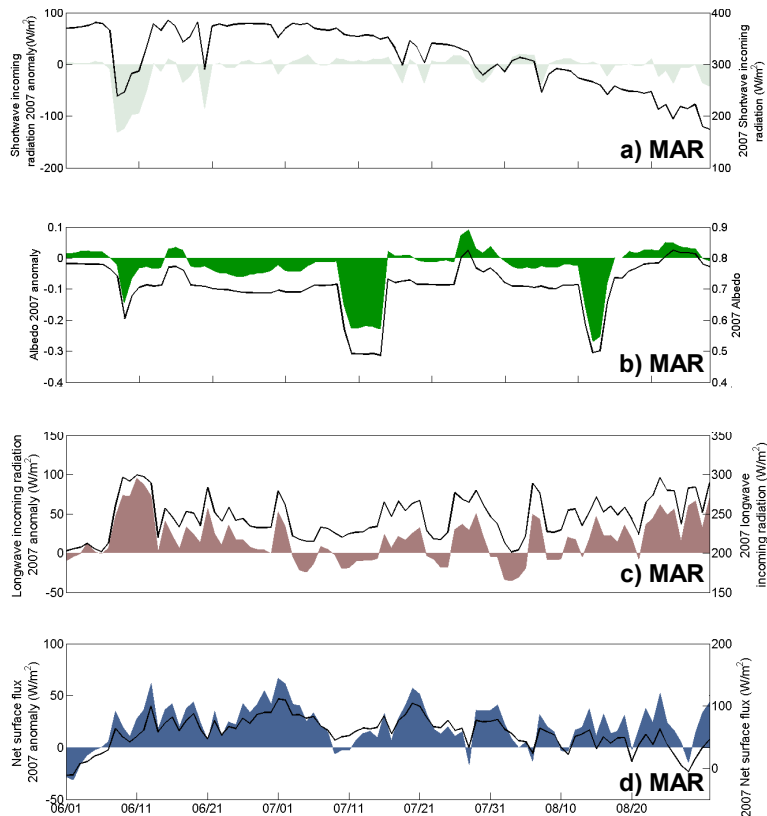 Shortwave incoming
radiation 2007 anomaly(W/m²)
100
0
-100
-200
400
300
200
100
2007 Shortwave incoming
radiation (W/m²)
a) MAR
Albedo 2007 anomaly
0.1
0
-0.1
-0.2
-0.3
-0.4
0.9
0.8
0.7
0.6
0.5
0.4
2007 Albedo
b) MAR
Longwave incoming radiation
2007 anomaly (W/m²)
150
100
50
0
-50
350
300
250
200
150
2007 longwave
incoming radiation (W/m²)
c) MAR
Net surface flux
2007 anomaly (W/m²)
100
50
0
-50
200
100
0
2007 Net surface flux (W/m²)
d) MAR
06/01 06/11 06/21 07/01 07/11 07/21 07/31 08/10 08/20